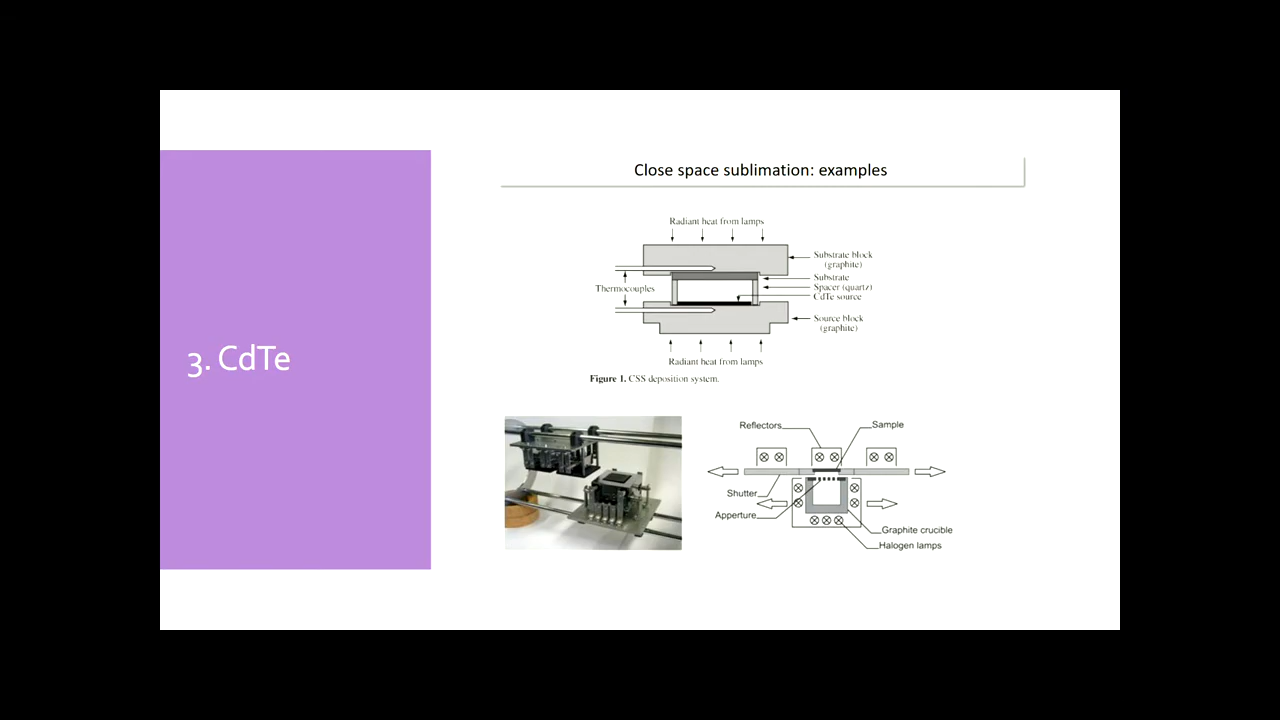 3. CdTe
Close space sublimation: examples
Radiant heat from lamps
Substrate block
(graphite)
Substrate
Spacer (quartz)
CdTe source
Thermocouples
Source block
(graphite)
Radiant heat from lamps
Figure 1. CSS deposition system.
Reflectors
Sample
Shutter
Apperture
Graphite crucible
Halogen lamps